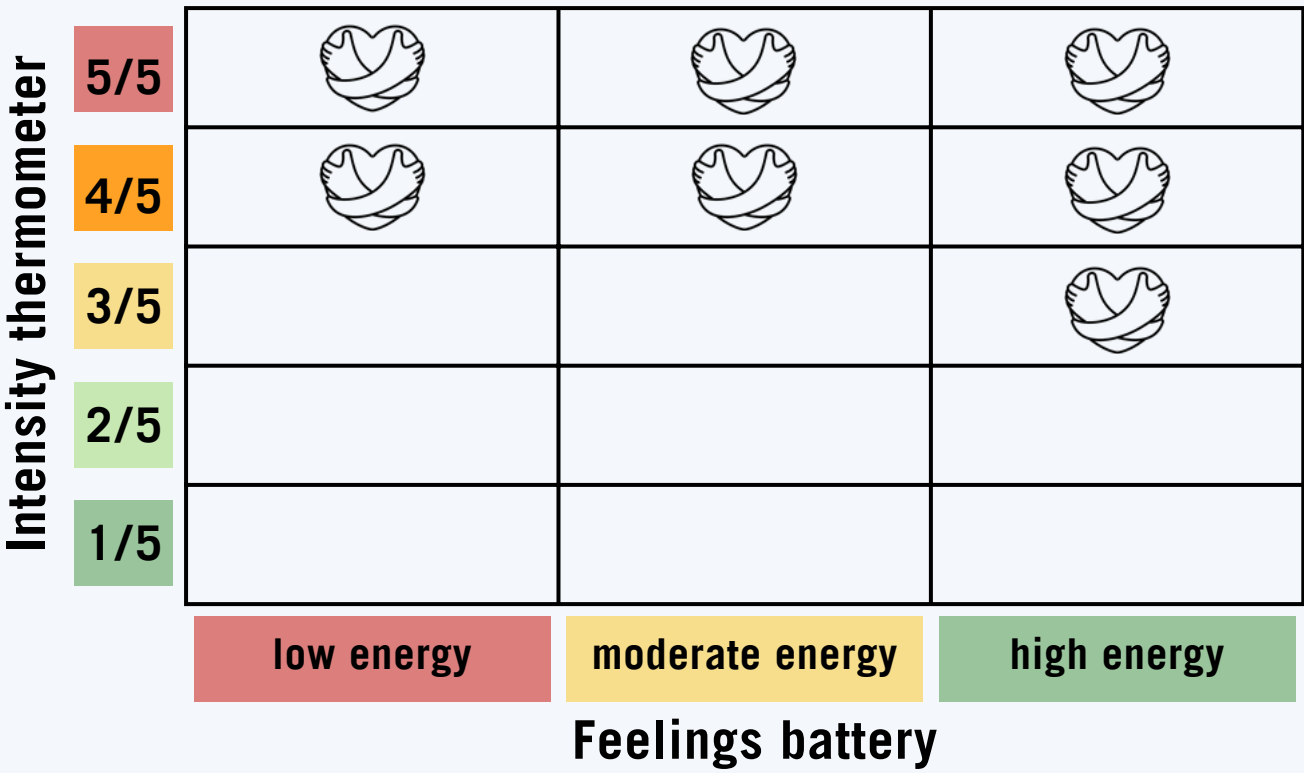 Intensity thermometer
5/5
4/5
3/5
2/5
1/5
low energy
moderate energy
high energy
Feelings battery